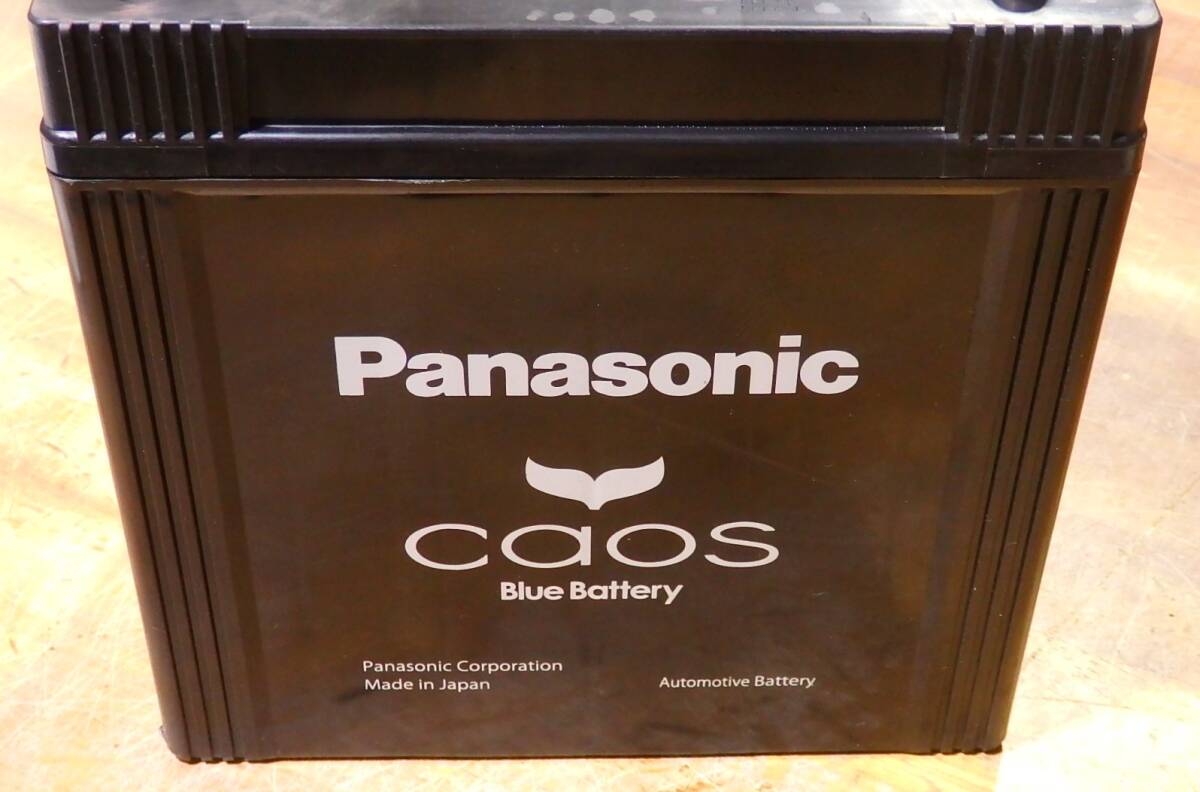 Panasonic
caos
Blue Battery
Panasonic Corporation
Made in Japan
Automotive Battery